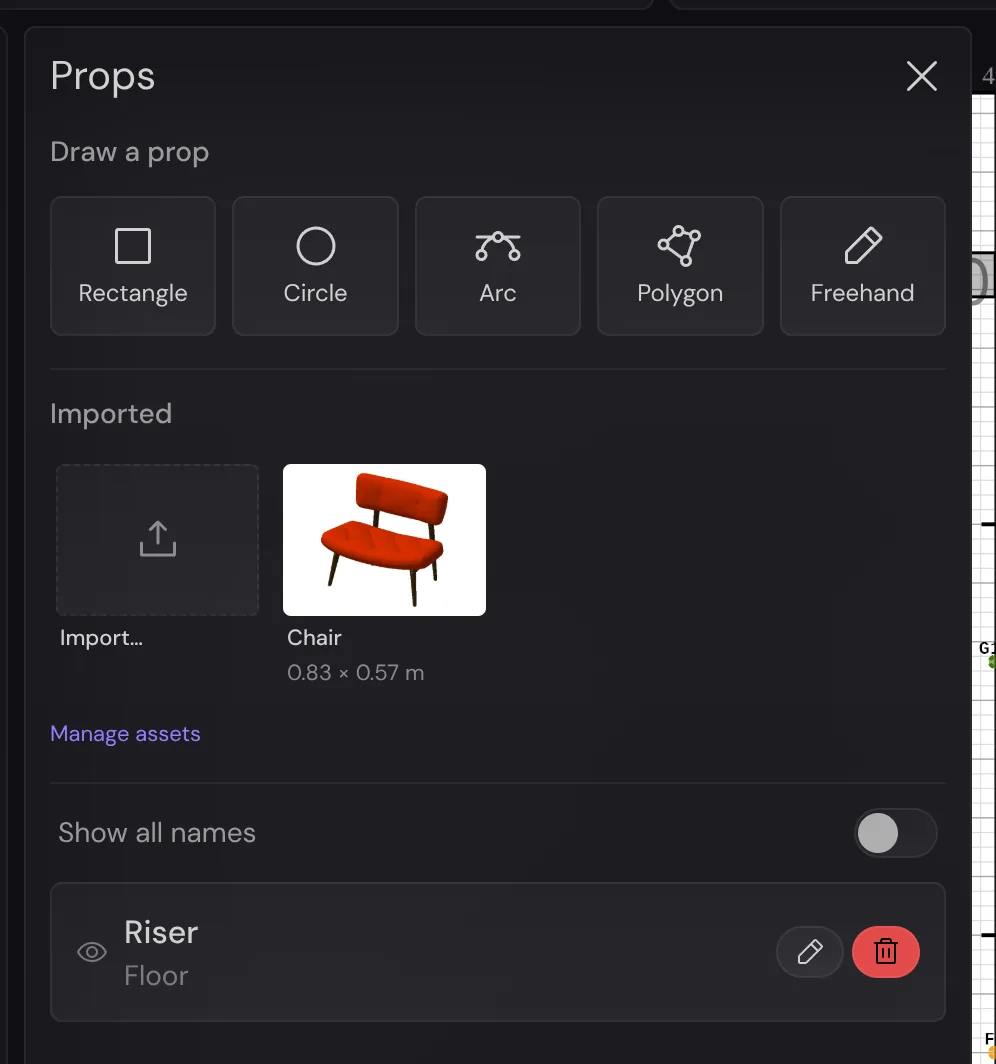 Props
4
Draw a prop
Rectangle
Circle
Arc
Polygon
Freehand
Imported
Import...
Chair
0.83 × 0.57 m
Manage assets
Show all names
Riser
Floor